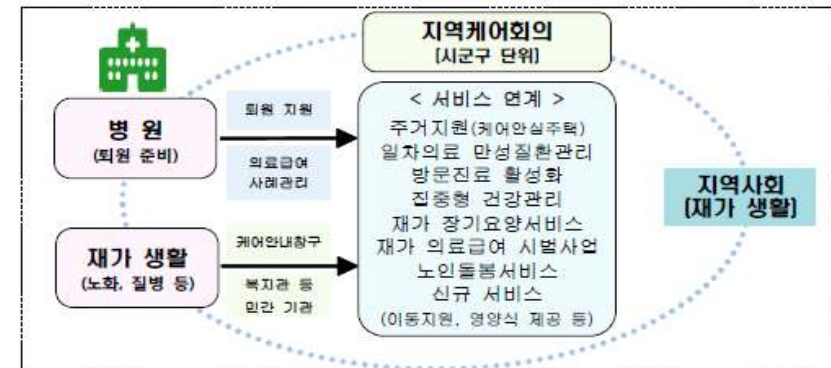 지역케어회의
[시군구 단위]
병 원
(퇴원 준비)
퇴원 지원
의료급여
사례관리
재가 생활
(노화, 질병 등)
케어안내창구
복지관 등
민간 기관
< 서비스 연계 >
주거지원(케어안심주택)
일차의료 만성질환관리
방문진료 활성화
집중형 건강관리
재가 장기요양서비스
재가 의료급여 시범사업
노인돌봄서비스
신규 서비스
(이동지원, 영양식 제공 등)
지역사회
[재가 생활]